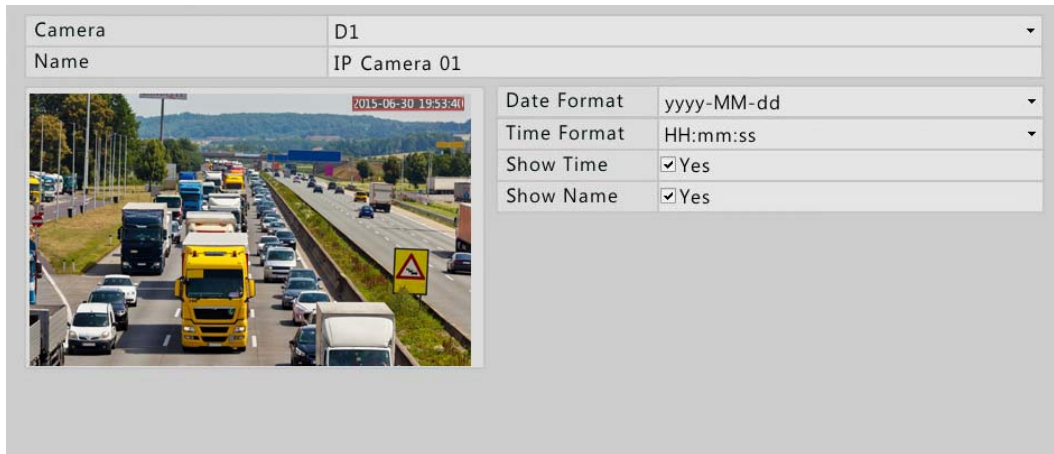 Camera D1
Name IP Camera 01
2015-06-30 19:53:40
Date Format yyyy-MM-dd
Time Format HH:mm:ss
Show Time Yes
Show Name Yes